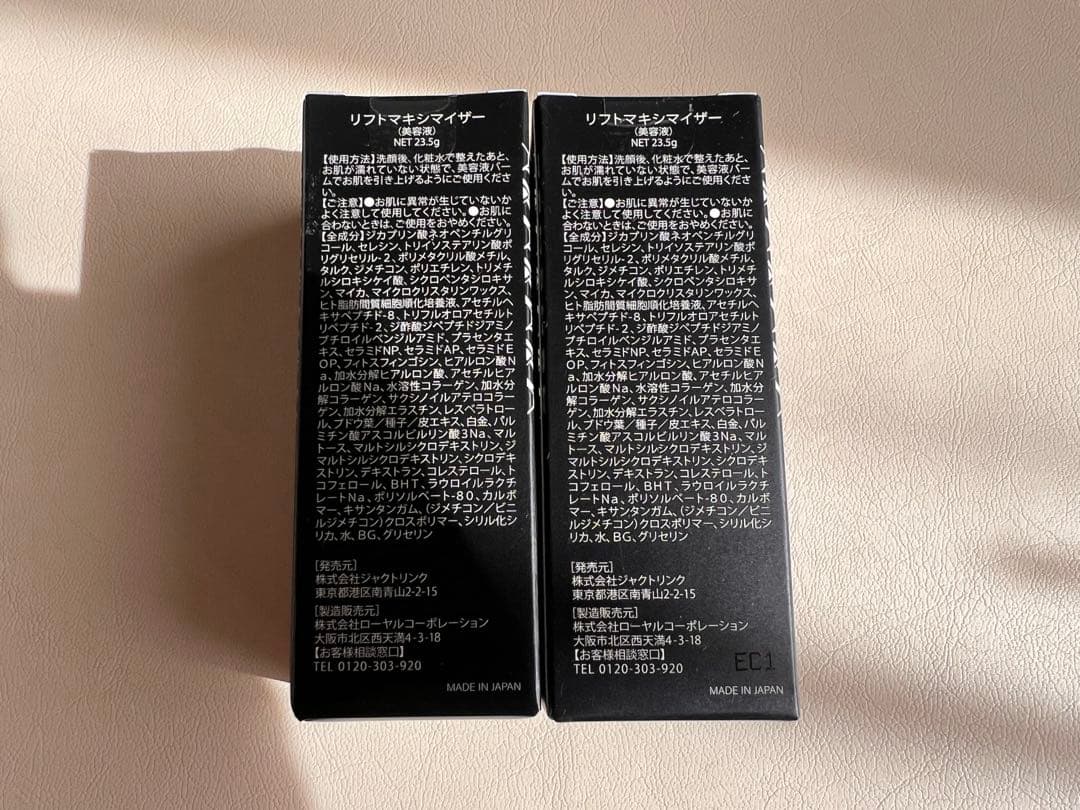 リフトマキシマイザー
(美容液)
NET 23.5g
【使用方法】洗顔後、化粧水で整えたあと、
お肌が濡れていない状態で、美容液バー
ムでお肌を引き上げるようにご使用くださ
い。
【ご注意】●お肌に異常が生じていないか
よく注意して使用してください。●お肌に
合わないときは、ご使用をおやめください。
【全成分】ジカプリン酸ネオペンチルグリ
コール、セレシン、トリイソステアリン酸ポ
リグリセリル-2、ポリメタクリル酸メチル、
タルク、ジメチコン、ポリエチレン、トリメチ
ルシロキシケイ酸、シクロペンタシロキサ
ン、マイカ、マイクロクリスタリンワックス、
ヒト脂肪間質細胞順化培養液、アセチルヘ
キサペプチド-8、トリフルオロアセチルト
リペプチド-2、ジ酢酸ジペプチドジアミノ
ブチロイルベンジルアミド、プラセンタエ
キス、セラミドNP、セラミドAP、セラミドE
OP、フィトスフィンゴシン、ヒアルロン酸N
a、加水分解ヒアルロン酸、アセチルヒア
ルロン酸Na、水溶性コラーゲン、加水分
解コラーゲン、サクシノイルアテロコラー
ゲン、加水分解エラスチン、レスベラトロー
ル、ブドウ葉／種子／皮エキス、白金、パル
ミチン酸アスコルビルリン酸3Na、マル
トース、マルトシルシクロデキストリン、ジ
マルトシルシクロデキストリン、シクロデキ
ストリン、デキストラン、コレステロール、ト
コフェロール、BHT、ラウロイルラクチ
レートNa、ポリソルベート-80、カルボ
マー、キサンタンガム、(ジメチコン／ビニ
ルジメチコン)クロスポリマー、シリル化シ
リカ、水、BG、グリセリン
[発売元]
株式会社ジャクトリンク
東京都港区南青山2-2-15
[製造販売元]
株式会社ローヤルコーポレーション
大阪市北区西天満4-3-18
【お客様相談窓口】
TEL 0120-303-920
MADE IN JAPAN
リフトマキシマイザー
(美容液)
NET 23.5g
【使用方法】洗顔後、化粧水で整えたあと、
お肌が濡れていない状態で、美容液バー
ムでお肌を引き上げるようにご使用くださ
い。
【ご注意】●お肌に異常が生じていないか
よく注意して使用してください。●お肌に
合わないときは、ご使用をおやめください。
【全成分】ジカプリン酸ネオペンチルグリ
コール、セレシン、トリイソステアリン酸ポ
リグリセリル-2、ポリメタクリル酸メチル、
タルク、ジメチコン、ポリエチレン、トリメチ
ルシロキシケイ酸、シクロペンタシロキサ
ン、マイカ、マイクロクリスタリンワックス、
ヒト脂肪間質細胞順化培養液、アセチルヘ
キサペプチド-8、トリフルオロアセチルト
リペプチド-2、ジ酢酸ジペプチドジアミノ
ブチロイルベンジルアミド、プラセンタエ
キス、セラミドNP、セラミドAP、セラミドE
OP、フィトスフィンゴシン、ヒアルロン酸N
a、加水分解ヒアルロン酸、アセチルヒア
ルロン酸Na、水溶性コラーゲン、加水分
解コラーゲン、サクシノイルアテロコラー
ゲン、加水分解エラスチン、レスベラトロー
ル、ブドウ葉／種子／皮エキス、白金、パル
ミチン酸アスコルビルリン酸3Na、マル
トース、マルトシルシクロデキストリン、ジ
マルトシルシクロデキストリン、シクロデキ
ストリン、デキストラン、コレステロール、ト
コフェロール、BHT、ラウロイルラクチ
レートNa、ポリソルベート-80、カルボ
マー、キサンタンガム、(ジメチコン／ビニ
ルジメチコン)クロスポリマー、シリル化シ
リカ、水、BG、グリセリン
[発売元]
株式会社ジャクトリンク
東京都港区南青山2-2-15
[製造販売元]
株式会社ローヤルコーポレーション
大阪市北区西天満4-3-18
【お客様相談窓口】
TEL 0120-303-920
EC1
MADE IN JAPAN